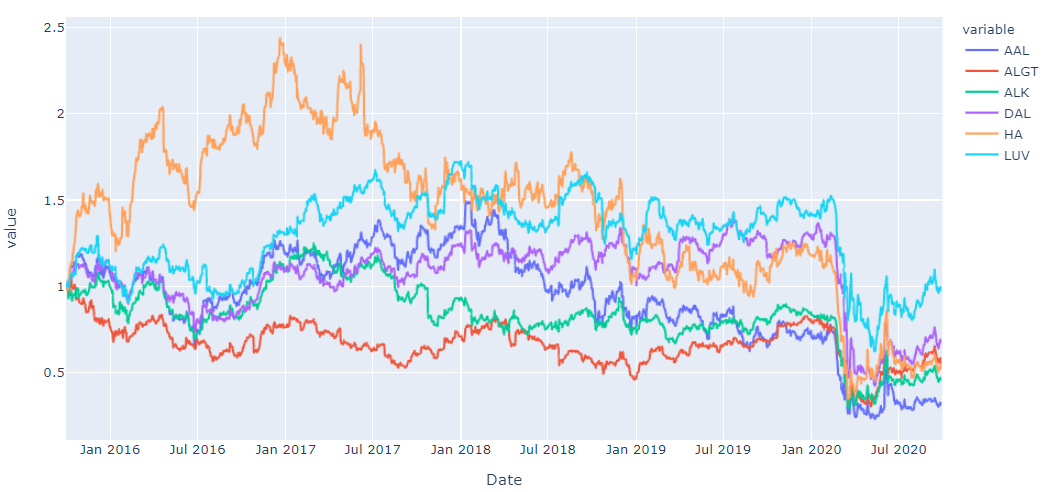 variable
AAL
ALGT
ALK
DAL
HA
LUV
value
2.5
2
1.5
1
0.5
Jan 2016 Jul 2016 Jan 2017 Jul 2017 Jan 2018 Jul 2018 Jan 2019 Jul 2019 Jan 2020 Jul 2020
Date